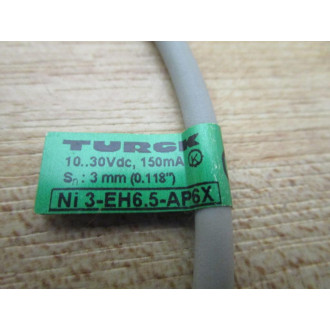 TURCK
10..30Vdc, 150mA
Sn : 3 mm (0.118")
Ni 3-EH6.5-AP6X